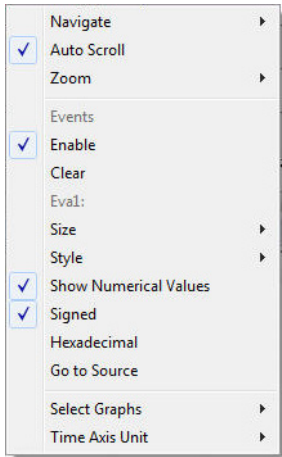 Navigate
Auto Scroll
Zoom
Events
Enable
Clear
Eva1:
Size
Style
Show Numerical Values
Signed
Hexadecimal
Go to Source
Select Graphs
Time Axis Unit